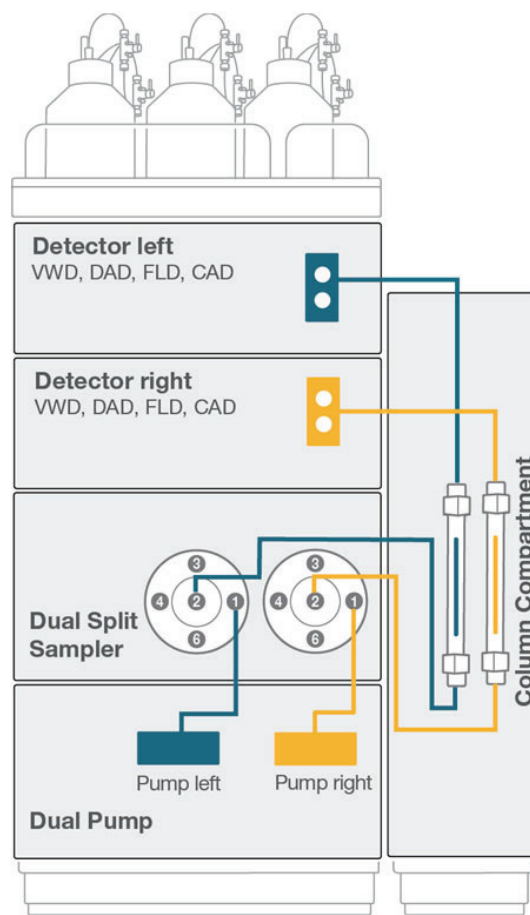 Detector left
VWD, DAD, FLD, CAD
Detector right
VWD, DAD, FLD, CAD
Column Compartment
Dual Split
Sampler
3
4
2
1
6
3
4
2
1
6
Pump left
Pump right
Dual Pump